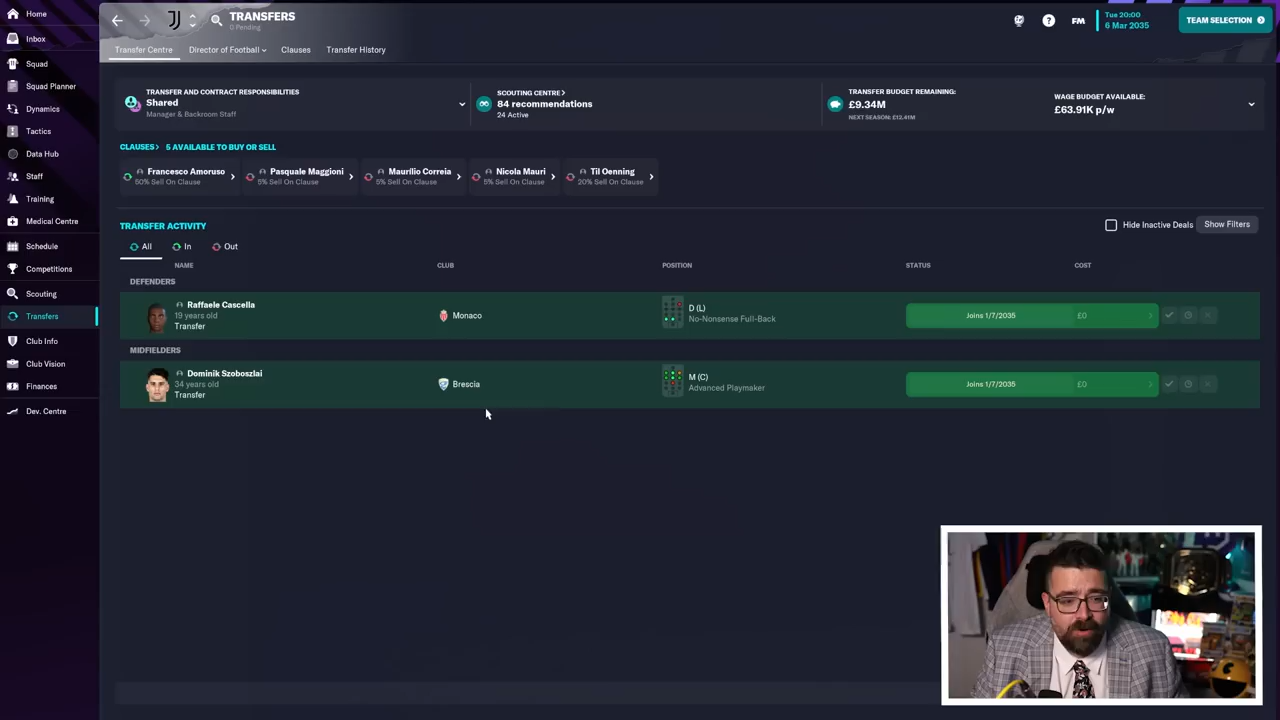 Home
Inbox
Squad
Squad Planner
Dynamics
Tactics
Data Hub
Staff
Training
Medical Centre
Schedule
Competitions
Scouting
Transfers
Club Info
Club Vision
Finances
Dev. Centre
TRANSFERS
0 Pending
FM
Tue 20:00
6 Mar 2035
TEAM SELECTION
Transfer Centre
Director of Football
Clauses
Transfer History
TRANSFER AND CONTRACT RESPONSIBILITIES
Shared
Manager & Backroom Staff
SCOUTING CENTRE
84 recommendations
24 Active
TRANSFER BUDGET REMAINING:
£9.34M
NEXT SEASON: £12.41M
WAGE BUDGET AVAILABLE:
£63.91K p/w
CLAUSES 5 AVAILABLE TO BUY OR SELL
Francesco Amoruso
50% Sell On Clause
Pasquale Maggioni
5% Sell On Clause
Maurílio Correia
5% Sell On Clause
Nicola Mauri
5% Sell On Clause
Til Oenning
20% Sell On Clause
TRANSFER ACTIVITY
Hide Inactive Deals
Show Filters
All
In
Out
NAME
CLUB
POSITION
STATUS
COST
DEFENDERS
Raffaele Cascella
19 years old
Transfer
Monaco
D (L)
No-Nonsense Full-Back
Joins 1/7/2035
£0
MIDFIELDERS
Dominik Szoboszlai
34 years old
Transfer
Brescia
M (C)
Advanced Playmaker
Joins 1/7/2035
£0